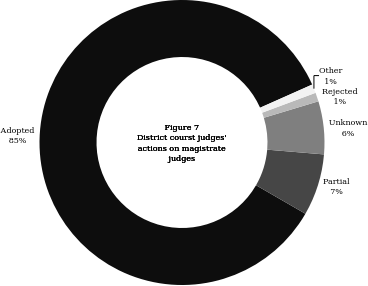 Other
1%
Rejected
1%
Unknown
6%
Partial
7%
Adopted
85%
Figure 7
District courst judges'
actions on magistrate
judges